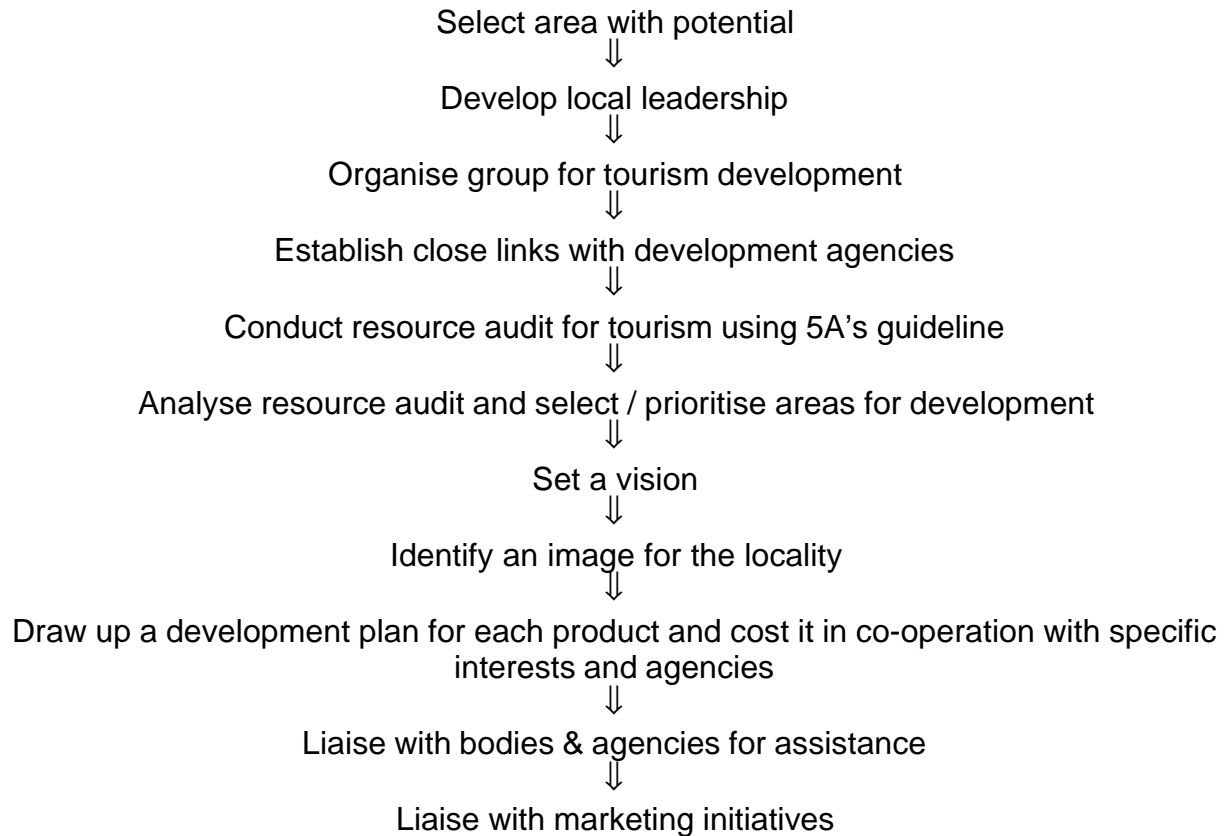 Select area with potential
⇓
Develop local leadership
⇓
Organise group for tourism development
⇓
Establish close links with development agencies
⇓
Conduct resource audit for tourism using 5A’s guideline
⇓
Analyse resource audit and select / prioritise areas for development
⇓
Set a vision
⇓
Identify an image for the locality
⇓
Draw up a development plan for each product and cost it in co-operation with specific
interests and agencies
⇓
Liaise with bodies & agencies for assistance
⇓
Liaise with marketing initiatives